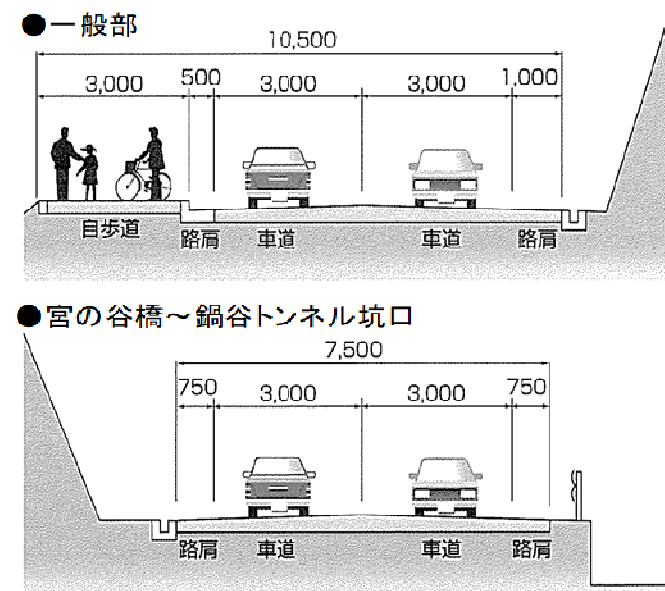 ●一般部
10,500
3,000 500 3,000 3,000 1,000
自歩道 路肩 車道 車道 路肩
●宮の谷橋～鍋谷トンネル坑口
7,500
750 3,000 3,000 750
路肩 車道 車道 路肩